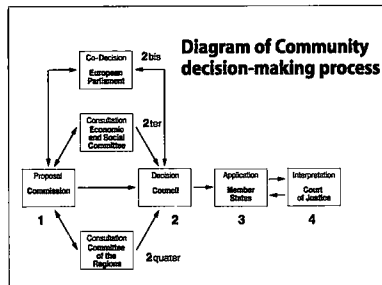 Diagram of Community
decision-making process
Co-Decision
European
Parliament
2bis
Consultation
Economic
and Social
Committee
2ter
Proposal
Commission
1
Decision
Council
2
Application
Member
States
3
Interpretation
Court
of Justice
4
Consultation
Committee
of the
Regions
2quater